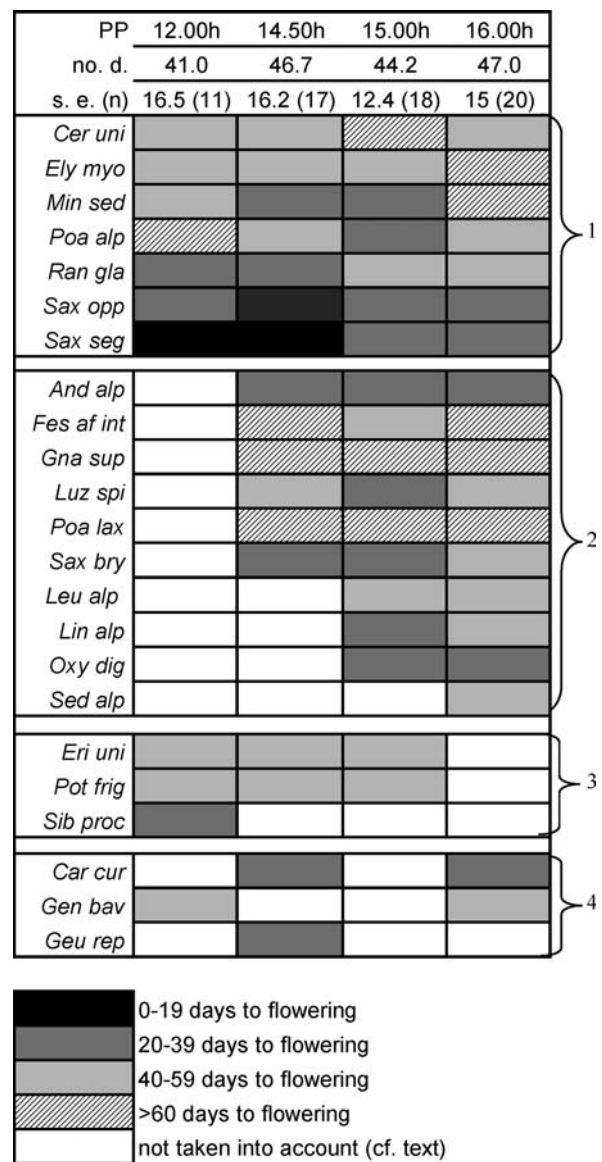 PP 12.00h 14.50h 15.00h 16.00h
no. d. 41.0 46.7 44.2 47.0
s. e. (n) 16.5 (11) 16.2 (17) 12.4 (18) 15 (20)
Cer uni
Ely myo
Min sed
Poa alp
1
Ran gla
Sax opp
Sax seg
And alp
Fes af int
Gna sup
Luz spi
Poa lax
2
Sax bry
Leu alp
Lin alp
Oxy dig
Sed alp
Eri uni
Pot frig
3
Sib proc
Car cur
Gen bav
4
Geu rep
0-19 days to flowering
20-39 days to flowering
40-59 days to flowering
>60 days to flowering
not taken into account (cf. text)